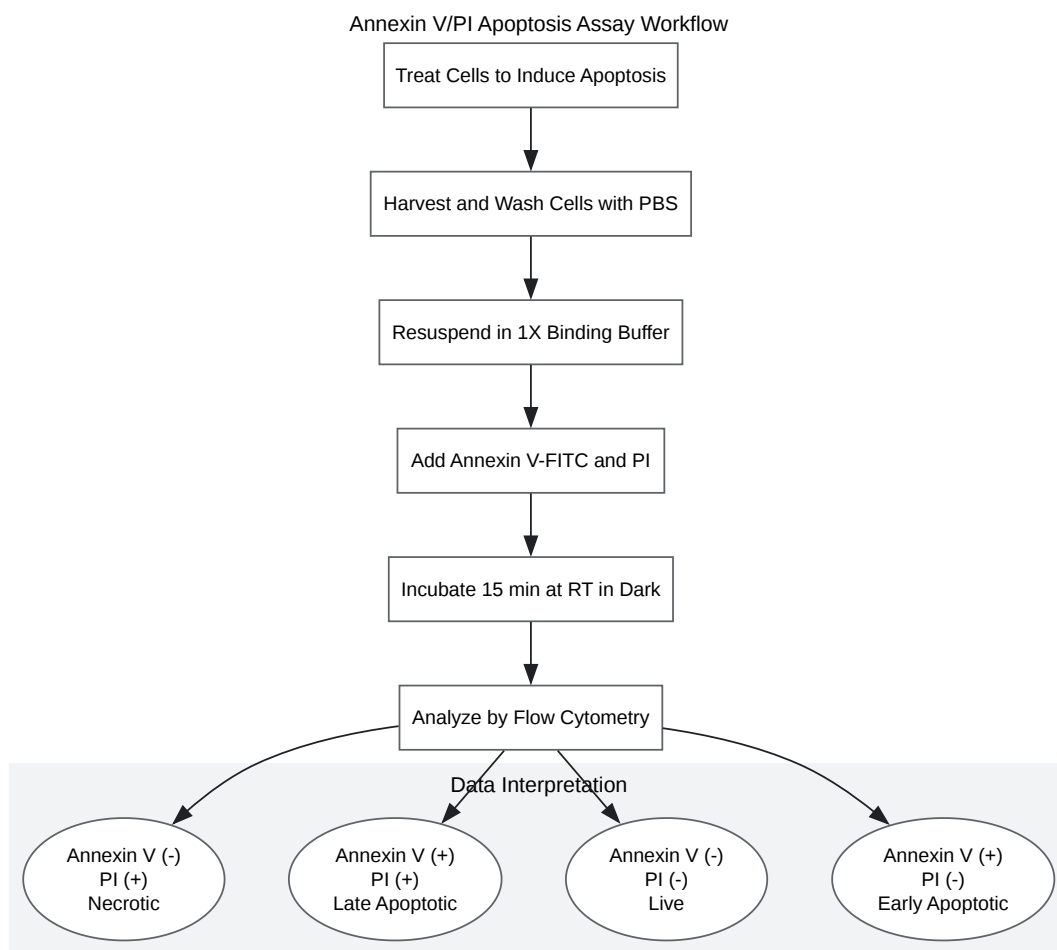 Annexin V/PI Apoptosis Assay Workflow
Treat Cells to Induce Apoptosis
Harvest and Wash Cells with PBS
Resuspend in 1X Binding Buffer
Add Annexin V-FITC and PI
Incubate 15 min at RT in Dark
Analyze by Flow Cytometry
Data Interpretation
Annexin V (-)
PI (+)
Necrotic
Annexin V (+)
PI (+)
Late Apoptotic
Annexin V (-)
PI (-)
Live
Annexin V (+)
PI (-)
Early Apoptotic